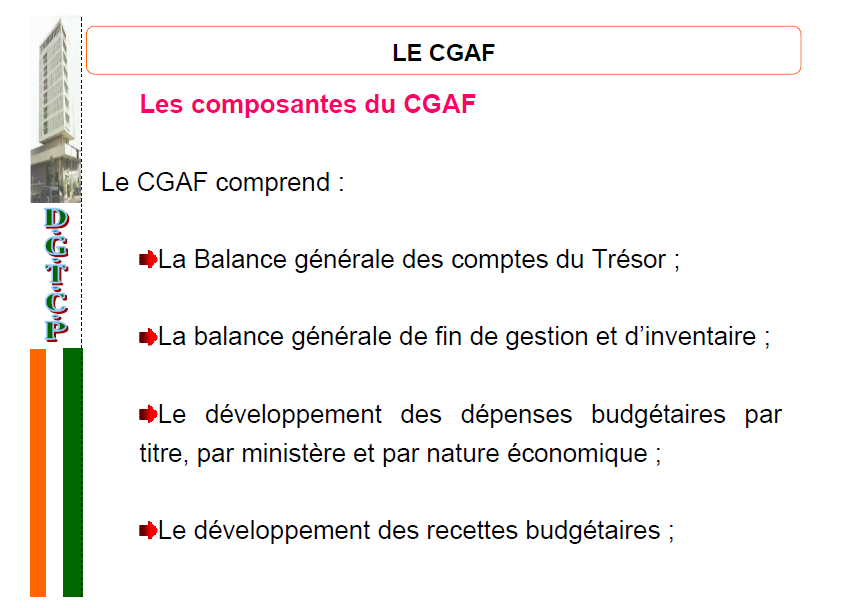 LE CGAF
Les composantes du CGAF
Le CGAF comprend :
La Balance générale des comptes du Trésor ;
La balance générale de fin de gestion et d’inventaire ;
Le développement des dépenses budgétaires par
titre, par ministère et par nature économique ;
Le développement des recettes budgétaires ;
D.G.T.C.P